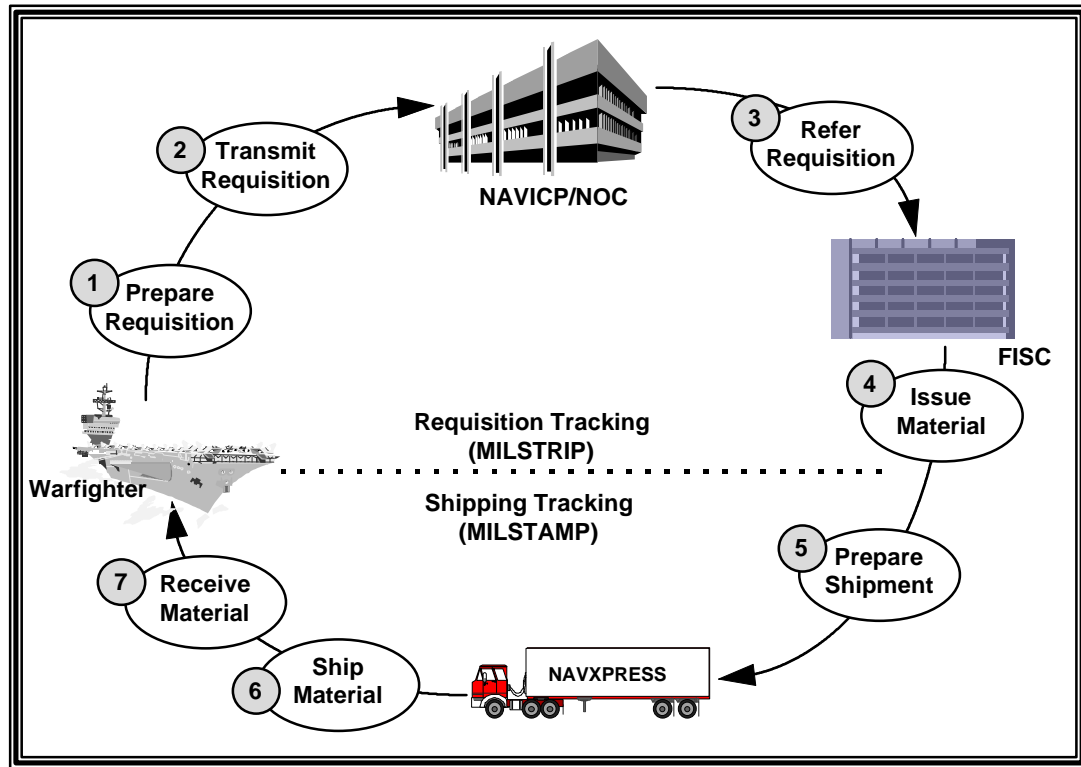 1
Prepare
Requisition
2
Transmit
Requisition
NAVICP/NOC
3
Refer
Requisition
FISC
4
Issue
Material
Requisition Tracking
(MILSTRIP)
Shipping Tracking
(MILSTAMP)
5
Prepare
Shipment
NAVXPRESS
6
Ship
Material
7
Receive
Material
Warfighter